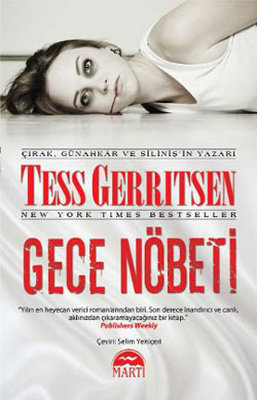 ÇIRAK, GÜNAHKÂR VE SİLİNİŞ'İN YAZARI
TESS GERRITSEN
NEW YORK TIMES BESTSELLER
GECE NÖBETİ
"Yılın en heyecan verici romanlarından biri. Son derece inandırıcı ve canlı,
aklınızdan çıkaramayacağınız bir kitap."
Publishers Weekly
Çeviri: Selim Yeniçeri
MARTI